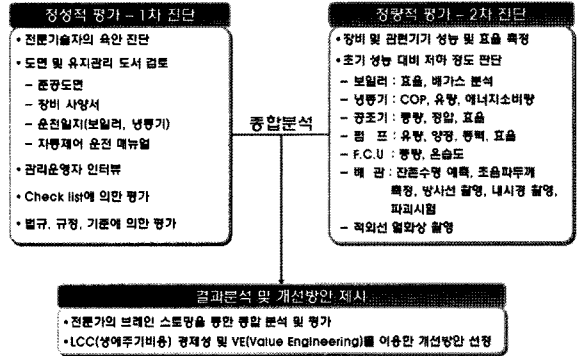 정성적 평가 – 1차 진단
• 전문기술자의 육안 진단
• 도면 및 유지관리 도서 검토
– 준공도면
– 장비 사양서
– 운전일지(보일러, 냉동기)
– 자동제어 운전 매뉴얼
• 관리운영자 인터뷰
• Check list에 의한 평가
• 법규, 규정, 기준에 의한 평가
종합분석
정량적 평가 – 2차 진단
• 장비 및 관련기기 성능 및 효율 측정
• 초기 성능 대비 저하 정도 판단
– 보일러 : 효율, 배가스 분석
– 냉동기 : COP, 유량, 에너지소비량
– 공조기 : 풍량, 정압, 효율
– 펌 프 : 유량, 양정, 동력, 효율
– F.C.U : 풍량, 온습도
– 배 관 : 잔존수명 예측, 초음파두께
측정, 방사선 촬영, 내시경 촬영,
파괴시험
– 적외선 열화상 촬영
결과분석 및 개선방안 제시
• 전문가의 브레인 스토밍을 통한 종합 분석 및 평가
• LCC(생애주기비용) 경제성 및 VE(Value Engineering)를 이용한 개선방안 선정